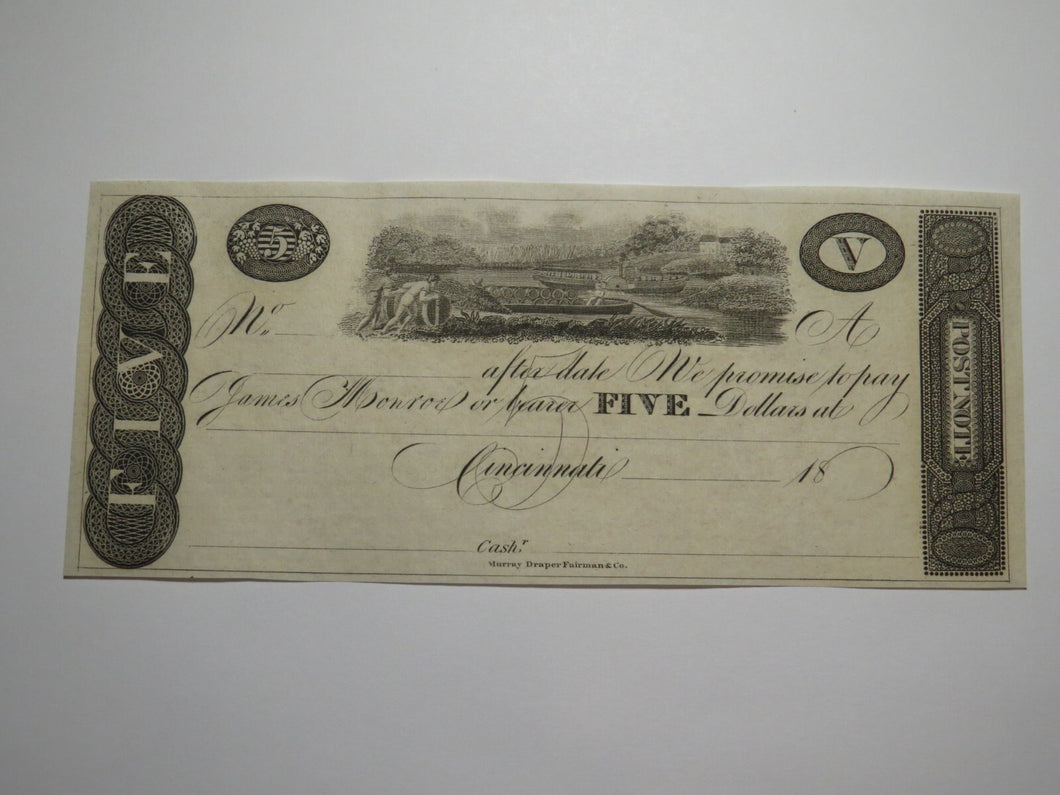 FIVE
5
V
POST NOTE
No. A
after date We promise to pay
James Monroe or bearer FIVE Dollars at
Cincinnati 18
Cashr
Murray Draper Fairman & Co.